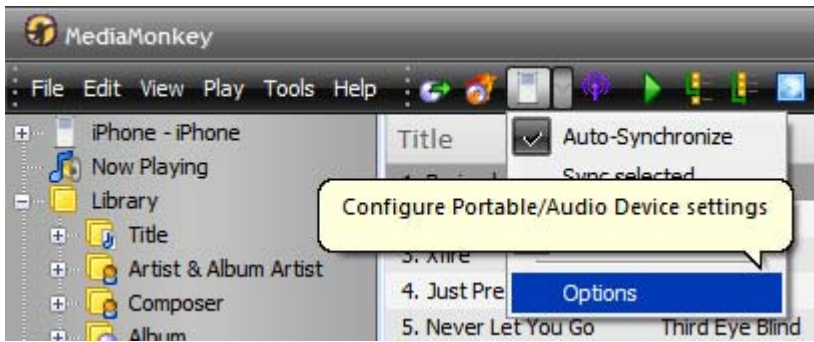 MediaMonkey
File Edit View Play Tools Help
iPhone - iPhone
Now Playing
Library
Title
Artist & Album Artist
Composer
Album
Title
Auto-Synchronize
Sync selected
Configure Portable/Audio Device settings
3. Xfire
4. Just Pre
Options
5. Never Let You Go Third Eye Blind